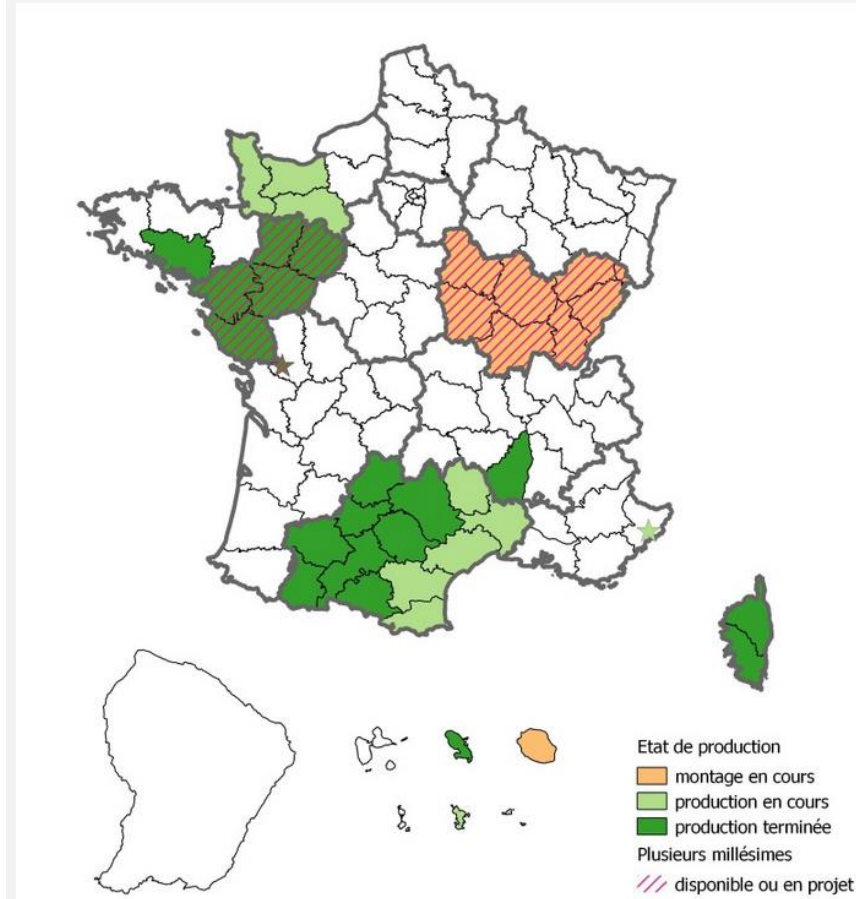 Etat de production
montage en cours
production en cours
production terminée
Plusieurs millésimes
disponible ou en projet